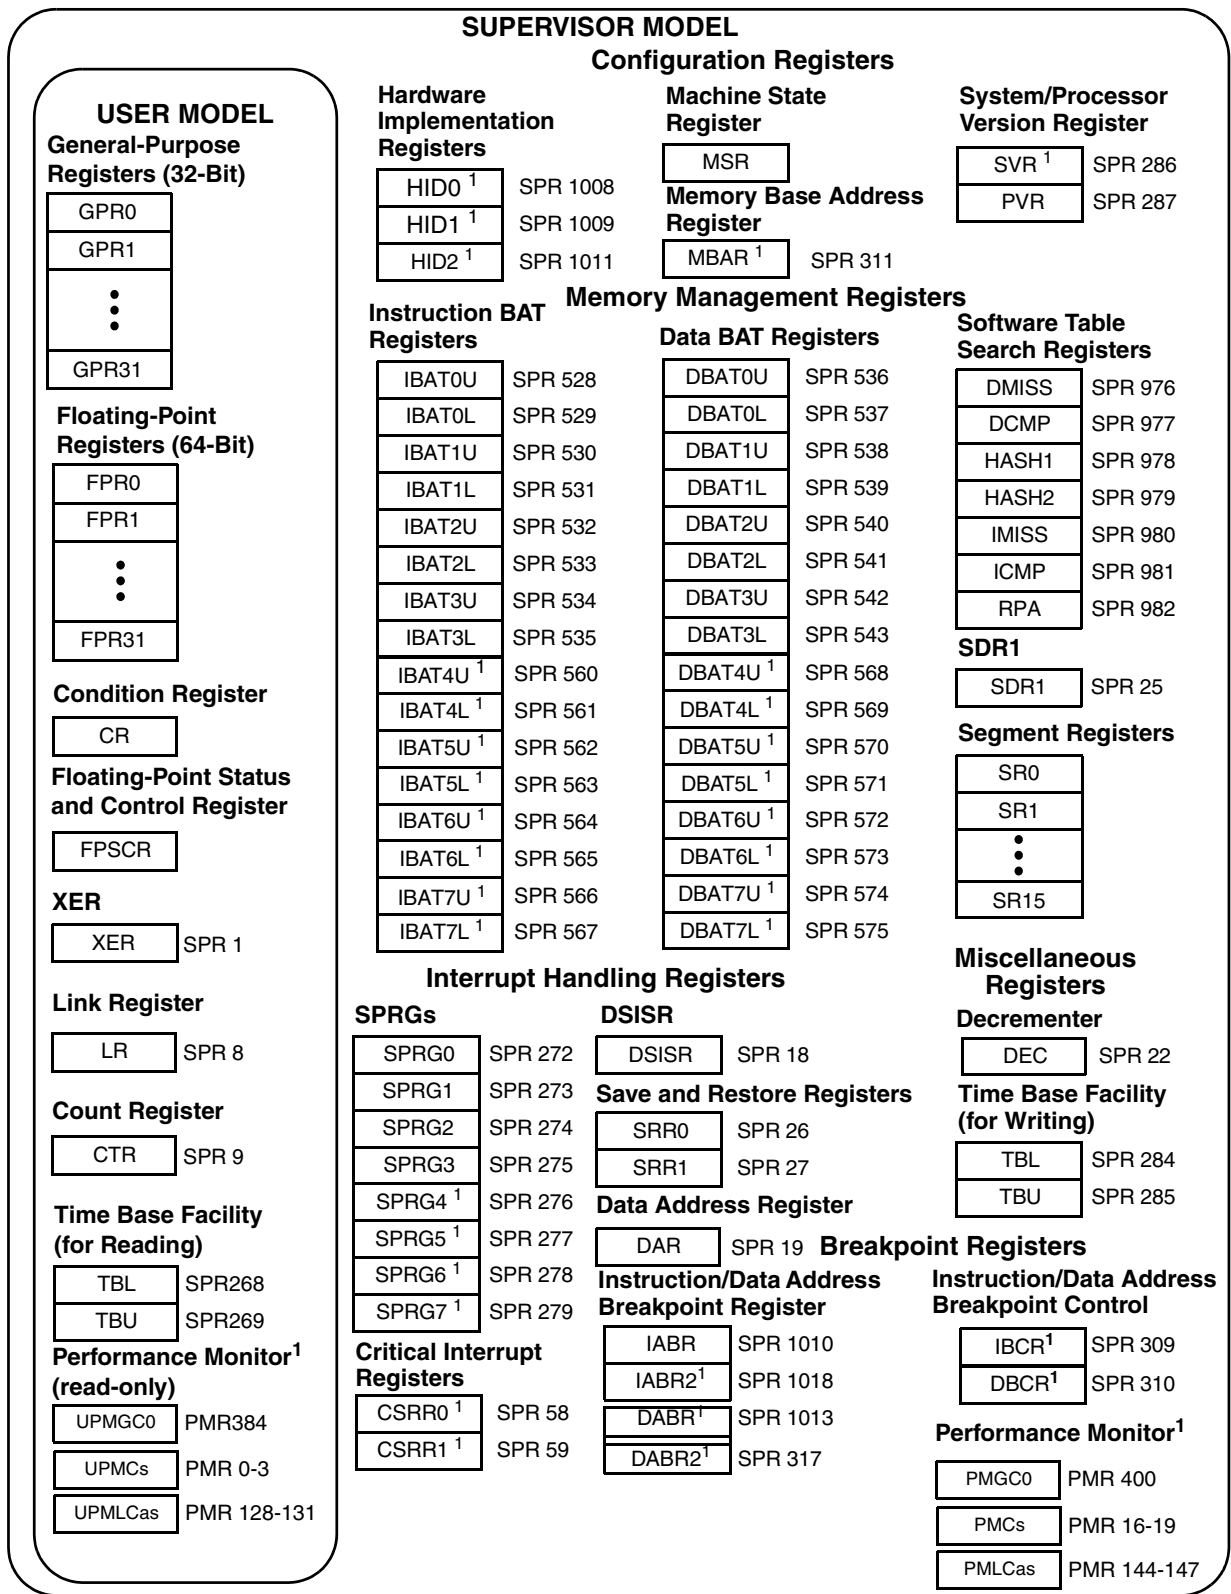 SUPERVISOR MODEL
USER MODEL
General-Purpose
Registers (32-Bit)
GPR0
GPR1
GPR31
Floating-Point
Registers (64-Bit)
FPR0
FPR1
FPR31
Condition Register
CR
Floating-Point Status
and Control Register
FPSCR
XER
XER SPR 1
Link Register
LR SPR 8
Count Register
CTR SPR 9
Time Base Facility
(for Reading)
TBL SPR268
TBU SPR269
Performance Monitor1
(read-only)
UPMGC0 PMR384
UPMCs PMR 0-3
UPMLCas PMR 128-131
Configuration Registers
Hardware
Implementation
Registers
HID0 1 SPR 1008
HID1 1 SPR 1009
HID2 1 SPR 1011
Machine State
Register
MSR
Memory Base Address
Register
MBAR 1 SPR 311
System/Processor
Version Register
SVR 1 SPR 286
PVR SPR 287
Memory Management Registers
Instruction BAT
Registers
IBAT0U SPR 528
IBAT0L SPR 529
IBAT1U SPR 530
IBAT1L SPR 531
IBAT2U SPR 532
IBAT2L SPR 533
IBAT3U SPR 534
IBAT3L SPR 535
IBAT4U 1 SPR 560
IBAT4L 1 SPR 561
IBAT5U 1 SPR 562
IBAT5L 1 SPR 563
IBAT6U 1 SPR 564
IBAT6L 1 SPR 565
IBAT7U 1 SPR 566
IBAT7L 1 SPR 567
Data BAT Registers
DBAT0U SPR 536
DBAT0L SPR 537
DBAT1U SPR 538
DBAT1L SPR 539
DBAT2U SPR 540
DBAT2L SPR 541
DBAT3U SPR 542
DBAT3L SPR 543
DBAT4U 1 SPR 568
DBAT4L 1 SPR 569
DBAT5U 1 SPR 570
DBAT5L 1 SPR 571
DBAT6U 1 SPR 572
DBAT6L 1 SPR 573
DBAT7U 1 SPR 574
DBAT7L 1 SPR 575
Software Table
Search Registers
DMISS SPR 976
DCMP SPR 977
HASH1 SPR 978
HASH2 SPR 979
IMISS SPR 980
ICMP SPR 981
RPA SPR 982
SDR1
SDR1 SPR 25
Segment Registers
SR0
SR1
SR15
Interrupt Handling Registers
SPRGs
SPRG0 SPR 272
SPRG1 SPR 273
SPRG2 SPR 274
SPRG3 SPR 275
SPRG4 1 SPR 276
SPRG5 1 SPR 277
SPRG6 1 SPR 278
SPRG7 1 SPR 279
Critical Interrupt
Registers
CSRR0 1 SPR 58
CSRR1 1 SPR 59
DSISR
DSISR SPR 18
Save and Restore Registers
SRR0 SPR 26
SRR1 SPR 27
Data Address Register
DAR SPR 19
Miscellaneous
Registers
Decrementer
DEC SPR 22
Time Base Facility
(for Writing)
TBL SPR 284
TBU SPR 285
Breakpoint Registers
Instruction/Data Address
Breakpoint Register
IABR SPR 1010
IABR2 1 SPR 1018
DABR 1 SPR 1013
DABR2 1 SPR 317
Instruction/Data Address
Breakpoint Control
IBCR1 SPR 309
DBCR1 SPR 310
Performance Monitor1
PMGC0 PMR 400
PMCs PMR 16-19
PMLCas PMR 144-147